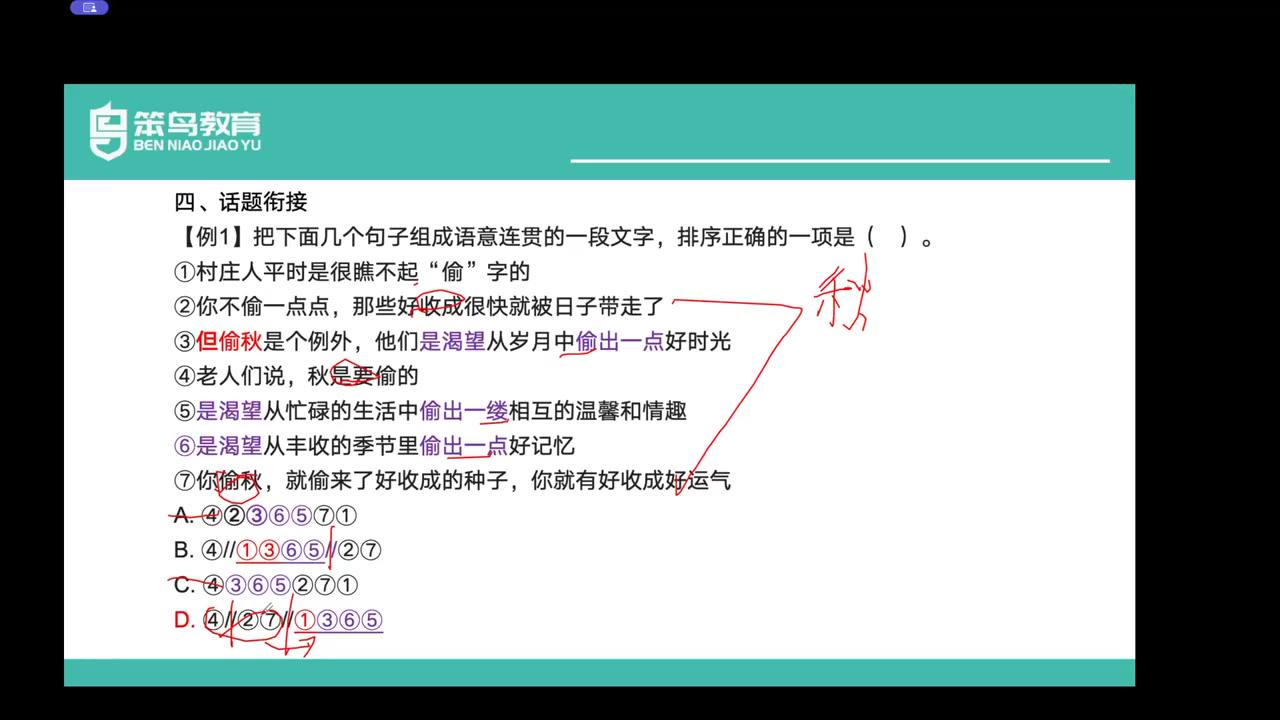 笨鸟教育
BEN NIAO JIAO YU
四、话题衔接
【例1】把下面几个句子组成语意连贯的一段文字，排序正确的一项是（ ）。
①村庄人平时是很瞧不起“偷”字的
②你不偷一点点，那些好收成很快就被日子带走了
③但偷秋是个例外，他们是渴望从岁月中偷出一点好时光
④老人们说，秋是要偷的
⑤是渴望从忙碌的生活中偷出一缕相互的温馨和情趣
⑥是渴望从丰收的季节里偷出一点好记忆
⑦你偷秋，就偷来了好收成的种子，你就有好收成好运气
A. ④②③⑥⑤⑦①
B. ④//①③⑥⑤//②⑦
C. ④③⑥⑤②⑦①
D. ④//②⑦//①③⑥⑤
秋